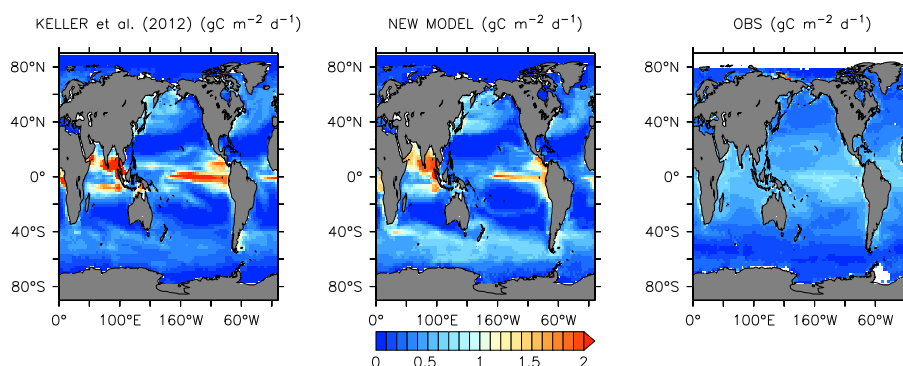 KELLER et al. (2012) (gC m⁻² d⁻¹) NEW MODEL (gC m⁻² d⁻¹) OBS (gC m⁻² d⁻¹)
80°N 80°N 80°N
40°N 40°N 40°N
0° 0° 0°
40°S 40°S 40°S
80°S 80°S 80°S
0° 100°E 160°W 60°W 0° 100°E 160°W 60°W 0° 100°E 160°W 60°W
0 0.5 1 1.5 2